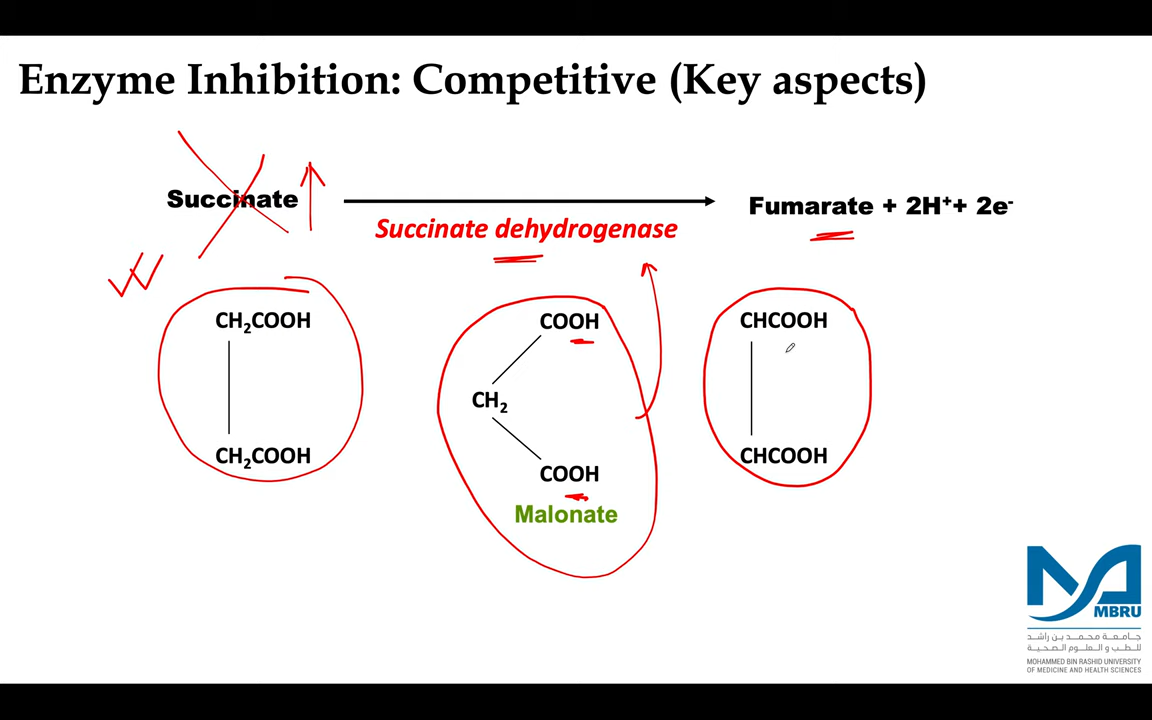 Enzyme Inhibition: Competitive (Key aspects)
Succinate
Fumarate + 2H⁺+ 2e⁻
Succinate dehydrogenase
CH₂COOH
COOH
CHCOOH
CH₂
CH₂COOH
COOH
CHCOOH
Malonate
MBRU
جامعة محمد بن راشد
للطب و العلوم الصحية
MOHAMMED BIN RASHID UNIVERSITY
OF MEDICINE AND HEALTH SCIENCES